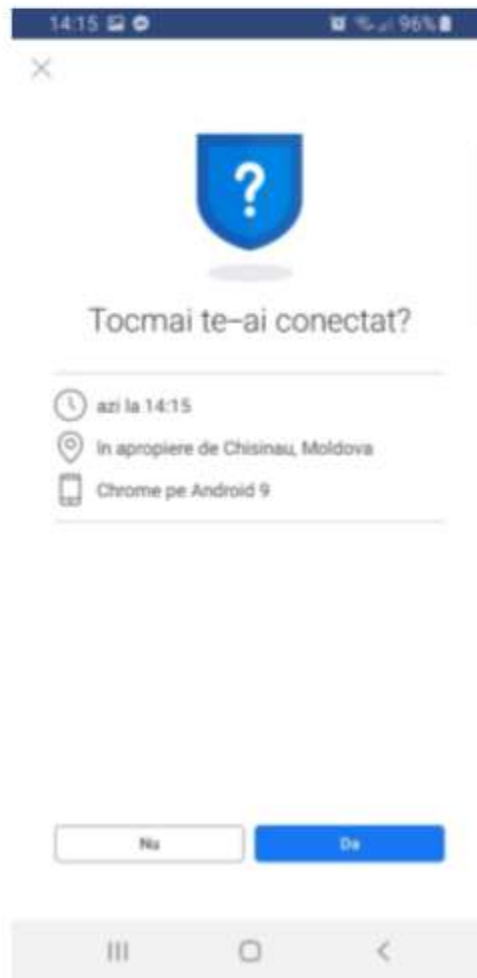 14:15 96%
?
Tocmai te-ai conectat?
azi la 14:15
In apropiere de Chisinau, Moldova
Chrome pe Android 9
Nu Da